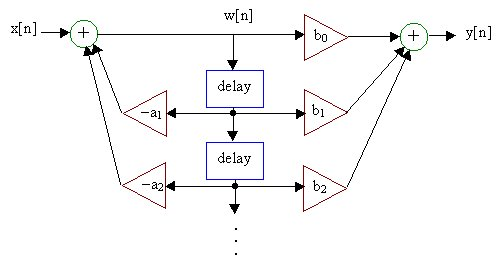 x[n] + w[n] b0 + y[n]
delay
−a1 b1
delay
−a2 b2